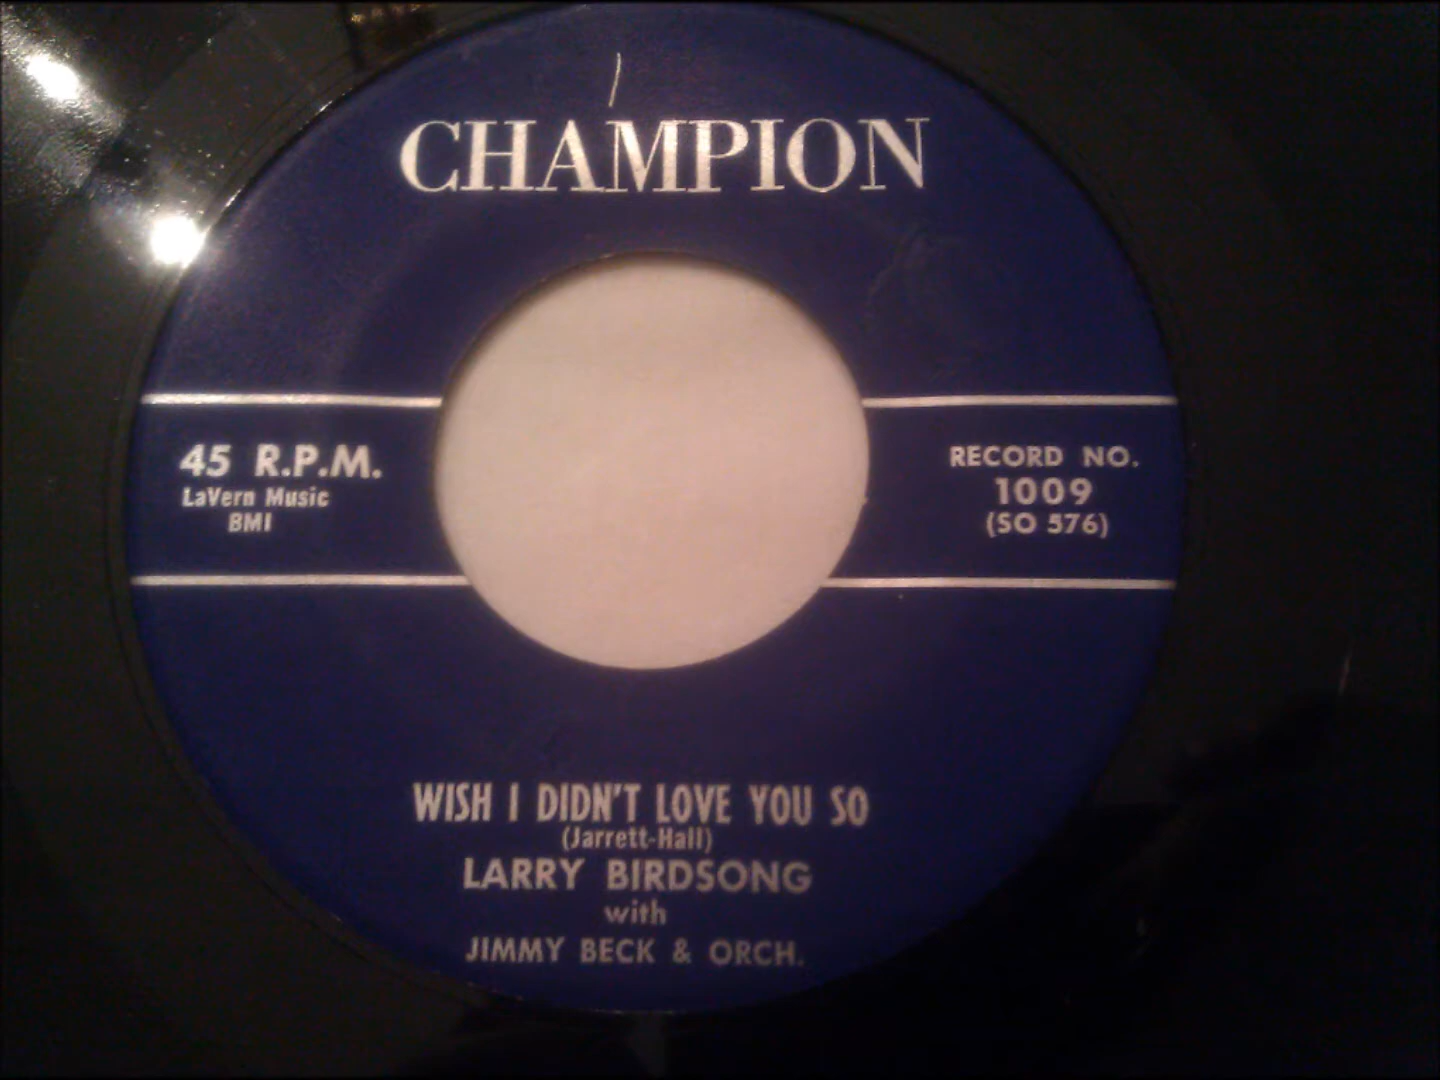 CHAMPION
45 R.P.M.
LaVern Music
BMI
RECORD NO.
1009
(SO 576)
WISH I DIDN'T LOVE YOU SO
(Jarrett-Hall)
LARRY BIRDSONG
with
JIMMY BECK & ORCH.